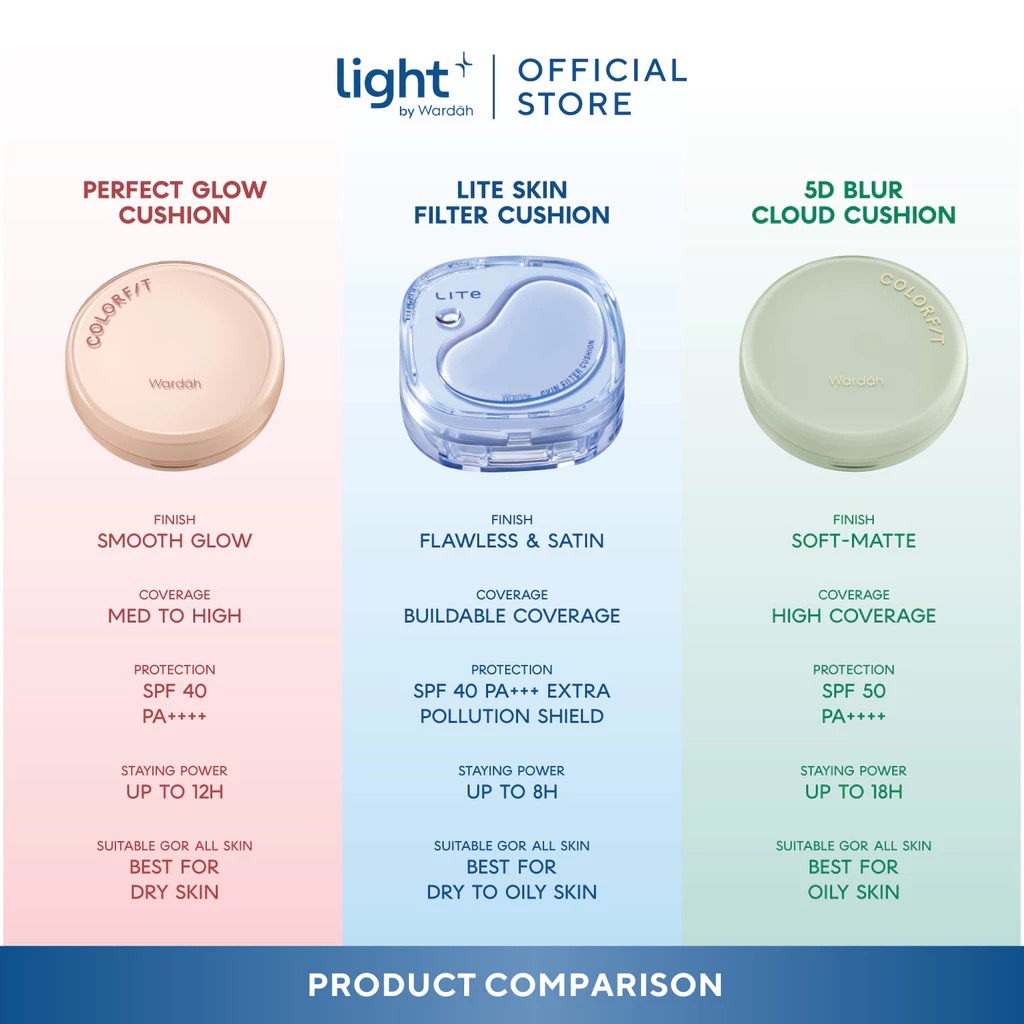 light
by Wardah
OFFICIAL
STORE
PERFECT GLOW
CUSHION
COLORFIT
Wardah
FINISH
SMOOTH GLOW
COVERAGE
MED TO HIGH
PROTECTION
SPF 40
PA++++
STAYING POWER
UP TO 12H
SUITABLE GOR ALL SKIN
BEST FOR
DRY SKIN
LITE SKIN
FILTER CUSHION
LITe
Wardah SKIN FILTER CUSHION
FINISH
FLAWLESS & SATIN
COVERAGE
BUILDABLE COVERAGE
PROTECTION
SPF 40 PA+++ EXTRA
POLLUTION SHIELD
STAYING POWER
UP TO 8H
SUITABLE GOR ALL SKIN
BEST FOR
DRY TO OILY SKIN
5D BLUR
CLOUD CUSHION
COLORFIT
Wardah
FINISH
SOFT-MATTE
COVERAGE
HIGH COVERAGE
PROTECTION
SPF 50
PA++++
STAYING POWER
UP TO 18H
SUITABLE GOR ALL SKIN
BEST FOR
OILY SKIN
PRODUCT COMPARISON